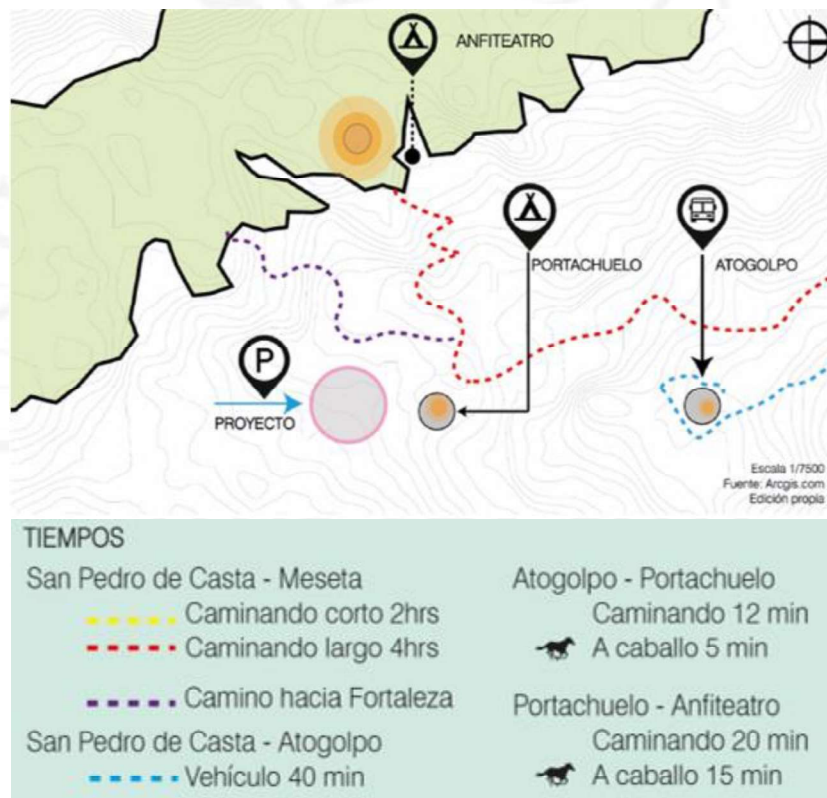 ANFITEATRO
PORTACHUELO
ATOGOLPO
P
PROYECTO
Escala 1/7500
Fuente: Arcgis.com
Edición propia
TIEMPOS
San Pedro de Casta - Meseta
Caminando corto 2hrs
Caminando largo 4hrs
Camino hacia Fortaleza
San Pedro de Casta - Atogolpo
Vehículo 40 min
Atogolpo - Portachuelo
Caminando 12 min
A caballo 5 min
Portachuelo - Anfiteatro
Caminando 20 min
A caballo 15 min